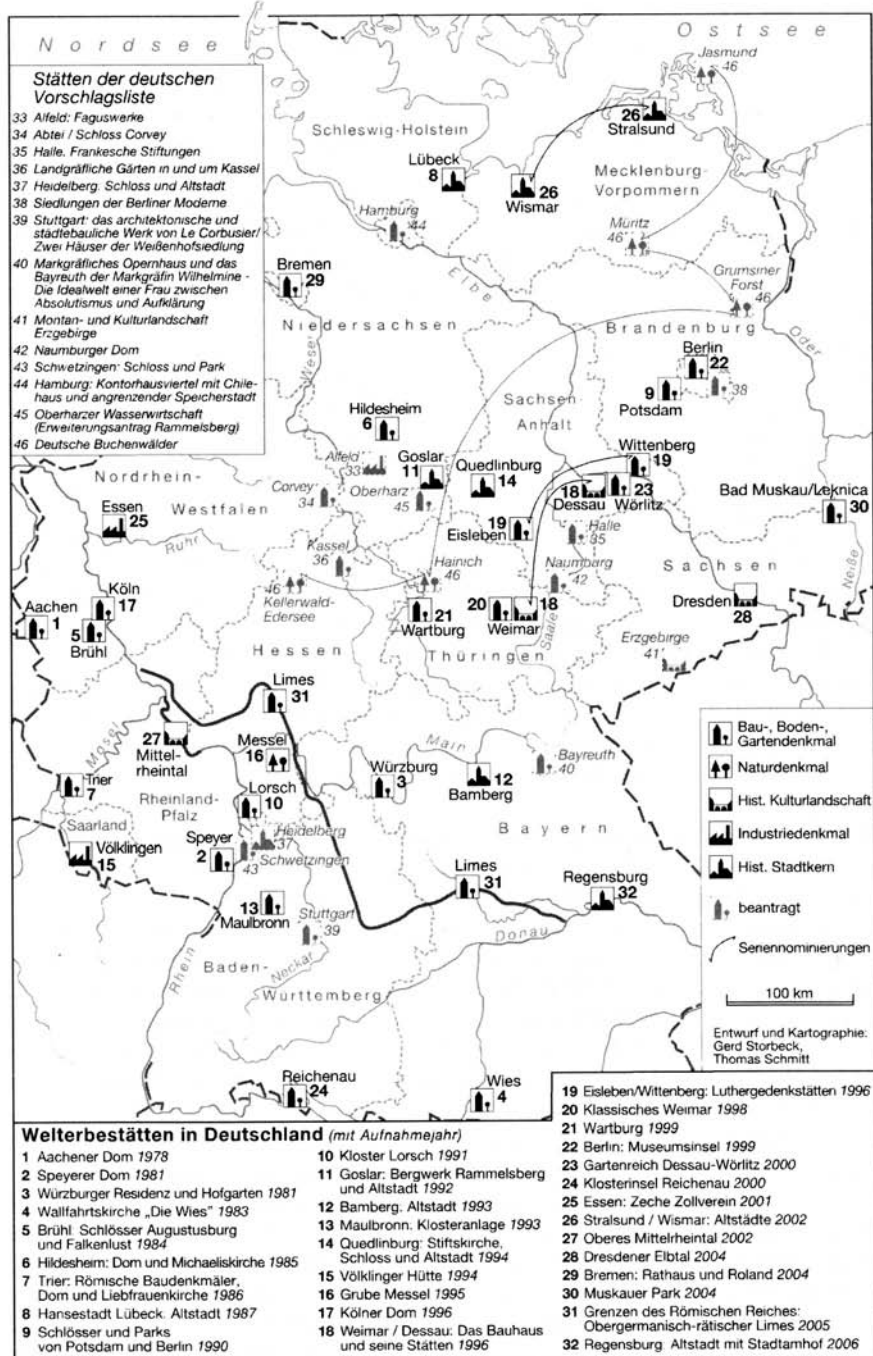 Nordsee
Ostsee
Stätten der deutschen
Vorschlagsliste
33 Alfeld: Faguswerke
34 Abtei / Schloss Corvey
35 Halle. Frankesche Stiftungen
36 Landgräfliche Gärten in und um Kassel
37 Heidelberg: Schloss und Altstadt
38 Siedlungen der Berliner Moderne
39 Stuttgart: das architektonische und
städtebauliche Werk von Le Corbusier/
Zwei Häuser der Weißenhofsiedlung
40 Markgräfliches Opernhaus und das
Bayreuth der Markgräfin Wilhelmine -
Die Idealwelt einer Frau zwischen
Absolutismus und Aufklärung
41 Montan- und Kulturlandschaft
Erzgebirge
42 Naumburger Dom
43 Schwetzingen: Schloss und Park
44 Hamburg: Kontorhausviertel mit Chile-
haus und angrenzender Speicherstadt
45 Oberharzer Wasserwirtschaft
(Erweiterungsantrag Rammelsberg)
46 Deutsche Buchenwälder
Jasmund
46
26
Stralsund
Schleswig-Holstein
Lübeck
8
26
Wismar
Mecklenburg-
Vorpommern
Hamburg
44
Müritz
46
Grumsiner
Forst
46
Bremen
29
Elbe
Niedersachsen
Weser
Brandenburg
Oder
Berlin
22
9
Potsdam
38
Sachsen-
Anhalt
Hildesheim
6
Wittenberg
19
Alfeld
33
Goslar
11
Quedlinburg
14
18
Dessau
23
Wörlitz
Corvey
34
Oberharz
45
Bad Muskau/Leknica
30
Nordrhein-
Westfalen
Essen
25
Ruhr
19
Eisleben
Halle
35
Kassel
36
Hainich
46
Naumburg
42
Sachsen
Neiße
46
Kellerwald-
Edersee
Köln
17
Aachen
1
5
Brühl
21
Wartburg
20
18
Weimar
Saale
Dresden
28
Hessen
Thüringen
Erzgebirge
41
Limes
31
Mosel
27
Mittel-
rheintal
Messel
16
Main
Würzburg
3
12
Bamberg
Bayreuth
40
Trier
7
Rheinland-
Pfalz
Lorsch
10
Saarland
Völklingen
15
Speyer
2
Heidelberg
37
43
Schwetzingen
Bayern
Limes
31
Regensburg
32
13
Maulbronn
Stuttgart
39
Donau
Rhein
Baden-
Neckar
Württemberg
Reichenau
24
Wies
4
Bau-, Boden-,
Gartendenkmal
Naturdenkmal
Hist. Kulturlandschaft
Industriedenkmal
Hist. Stadtkern
beantragt
Seriennominierungen
100 km
Entwurf und Kartographie:
Gerd Storbeck,
Thomas Schmitt
Welterbestätten in Deutschland (mit Aufnahmejahr)
1 Aachener Dom 1978
2 Speyerer Dom 1981
3 Würzburger Residenz und Hofgarten 1981
4 Wallfahrtskirche „Die Wies" 1983
5 Brühl: Schlösser Augustusburg
und Falkenlust 1984
6 Hildesheim: Dom und Michaeliskirche 1985
7 Trier: Römische Baudenkmäler,
Dom und Liebfrauenkirche 1986
8 Hansestadt Lübeck. Altstadt 1987
9 Schlösser und Parks
von Potsdam und Berlin 1990
10 Kloster Lorsch 1991
11 Goslar: Bergwerk Rammelsberg
und Altstadt 1992
12 Bamberg. Altstadt 1993
13 Maulbronn: Klosteranlage 1993
14 Quedlinburg: Stiftskirche,
Schloss und Altstadt 1994
15 Völklinger Hütte 1994
16 Grube Messel 1995
17 Kölner Dom 1996
18 Weimar / Dessau: Das Bauhaus
und seine Stätten 1996
19 Eisleben/Wittenberg: Luthergedenkstätten 1996
20 Klassisches Weimar 1998
21 Wartburg 1999
22 Berlin: Museumsinsel 1999
23 Gartenreich Dessau-Wörlitz 2000
24 Klosterinsel Reichenau 2000
25 Essen: Zeche Zollverein 2001
26 Stralsund / Wismar: Altstädte 2002
27 Oberes Mittelrheintal 2002
28 Dresdener Elbtal 2004
29 Bremen: Rathaus und Roland 2004
30 Muskauer Park 2004
31 Grenzen des Römischen Reiches:
Obergermanisch-rätischer Limes 2005
32 Regensburg. Altstadt mit Stadtamhof 2006